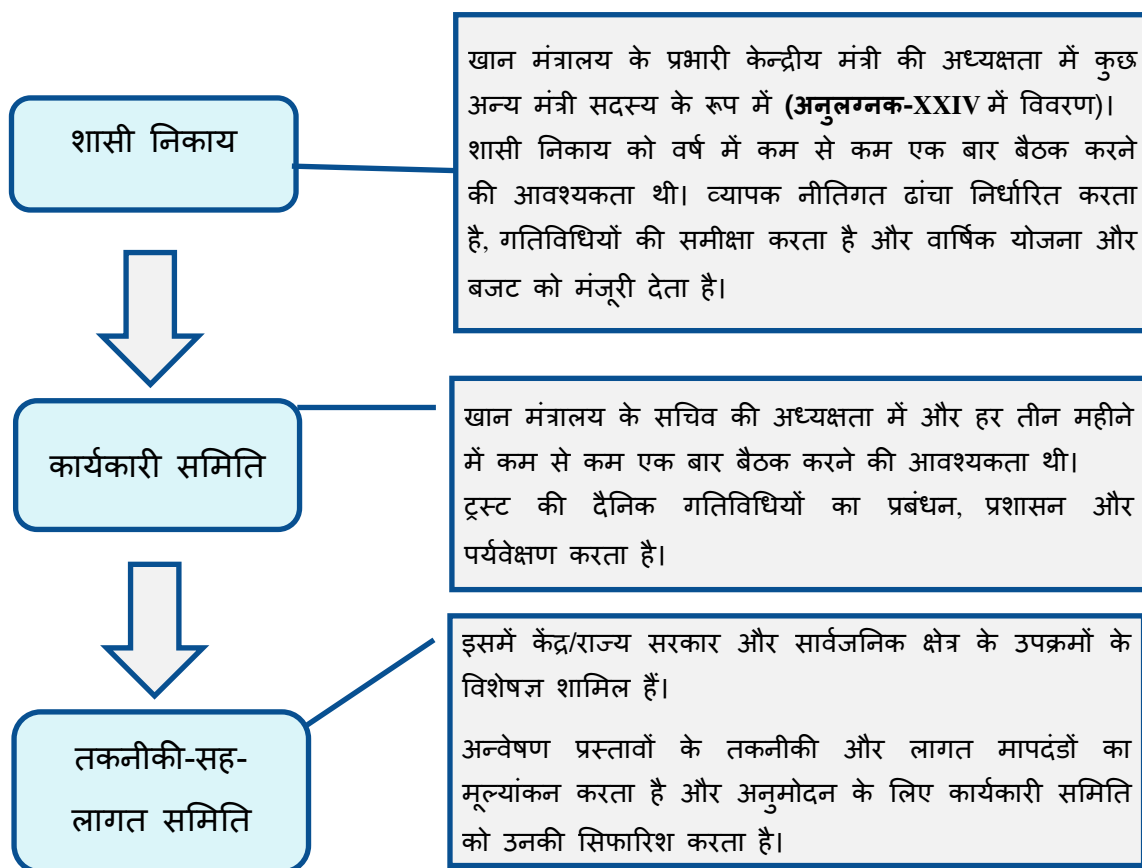 शासी निकाय
खान मंत्रालय के प्रभारी केन्द्रीय मंत्री की अध्यक्षता में कुछ
अन्य मंत्री सदस्य के रूप में (अनुलग्नक-XXIV में विवरण)।
शासी निकाय को वर्ष में कम से कम एक बार बैठक करने
की आवश्यकता थी। व्यापक नीतिगत ढांचा निर्धारित करता
है, गतिविधियों की समीक्षा करता है और वार्षिक योजना और
बजट को मंजूरी देता है।
कार्यकारी समिति
खान मंत्रालय के सचिव की अध्यक्षता में और हर तीन महीने
में कम से कम एक बार बैठक करने की आवश्यकता थी।
ट्रस्ट की दैनिक गतिविधियों का प्रबंधन, प्रशासन और
पर्यवेक्षण करता है।
तकनीकी-सह-
लागत समिति
इसमें केंद्र/राज्य सरकार और सार्वजनिक क्षेत्र के उपक्रमों के
विशेषज्ञ शामिल हैं।
अन्वेषण प्रस्तावों के तकनीकी और लागत मापदंडों का
मूल्यांकन करता है और अनुमोदन के लिए कार्यकारी समिति
को उनकी सिफारिश करता है।